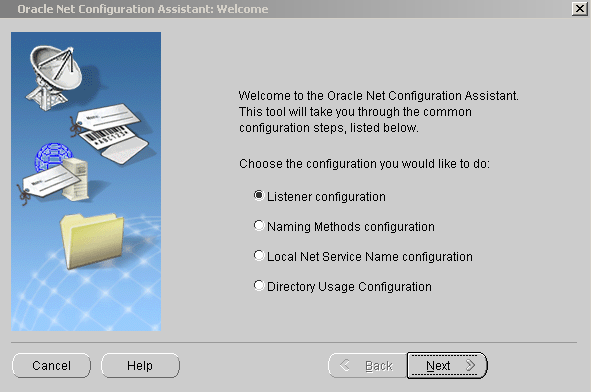 Oracle Net Configuration Assistant: Welcome
Welcome to the Oracle Net Configuration Assistant.
This tool will take you through the common
configuration steps, listed below.
Choose the configuration you would like to do:
Listener configuration
Naming Methods configuration
Local Net Service Name configuration
Directory Usage Configuration
Cancel
Help
Back
Next